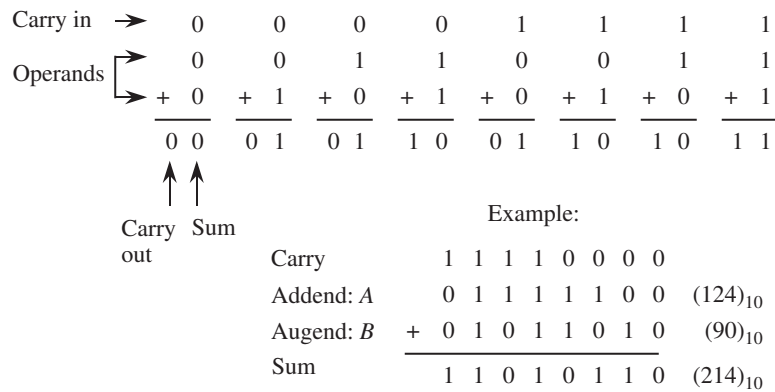 Carry in 0 0 0 0 1 1 1 1
Operands 0 0 1 1 0 0 1 1
+ 0 + 1 + 0 + 1 + 0 + 1 + 0 + 1
0 0 0 1 0 1 1 0 0 1 1 0 1 0 1 1
Carry out Sum
Example:
Carry 1 1 1 1 0 0 0 0
Addend: A 0 1 1 1 1 1 0 0 (124)₁₀
Augend: B + 0 1 0 1 1 0 1 0 (90)₁₀
Sum 1 1 0 1 0 1 1 0 (214)₁₀